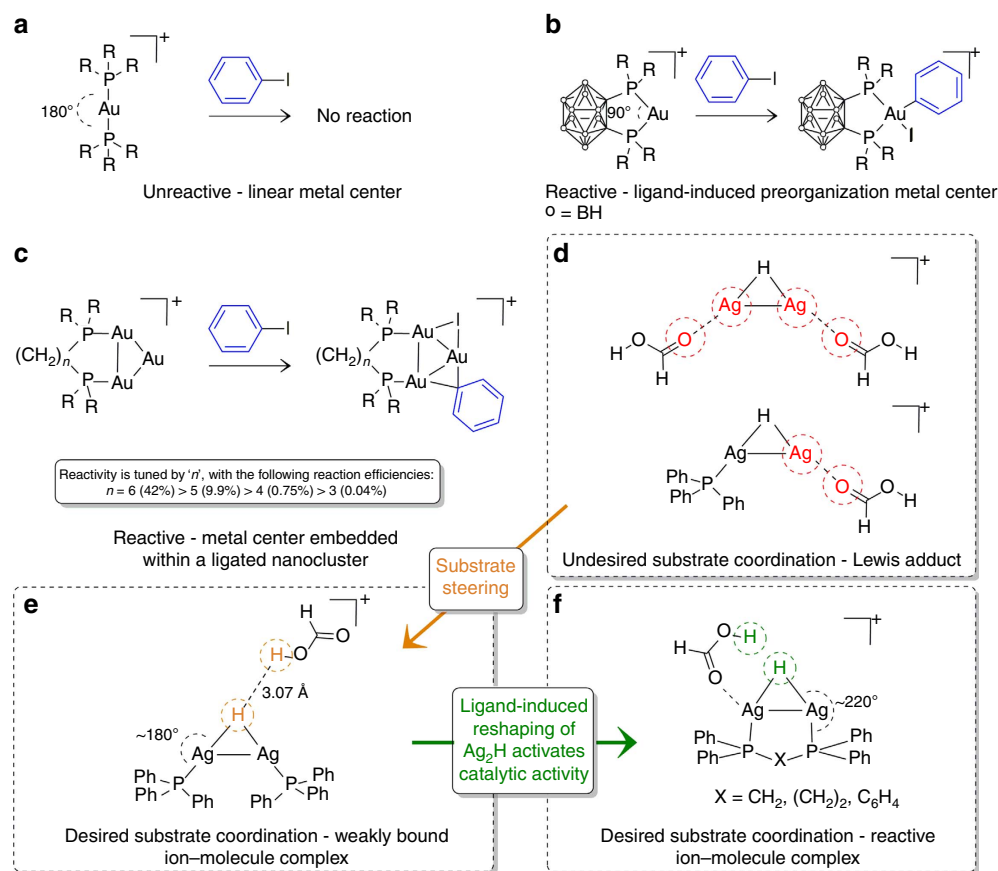 a
R
R
R
P
180°
Au
P
R
R
R
+
I
No reaction
Unreactive - linear metal center
b
R
R
P
90°
Au
P
R
R
+
I
R
R
P
Au
I
P
R
R
+
Reactive - ligand-induced preorganization metal center
o = BH
c
R
R
P
Au
(CH2)n
Au
P
Au
R
R
+
I
R
R
P
Au
I
(CH2)n
Au
P
Au
R
R
+
Reactivity is tuned by 'n', with the following reaction efficiencies:
n = 6 (42%) > 5 (9.9%) > 4 (0.75%) > 3 (0.04%)
Reactive - metal center embedded
within a ligated nanocluster
d
H
+
Ag
Ag
HO
O
O
O
H
H
H
H
+
Ag
Ag
P
Ph
Ph
Ph
O
O
H
H
Undesired substrate coordination - Lewis adduct
Substrate
steering
e
H
O
+
H
O
3.07 Å
H
~180°
Ag
Ag
Ph
P
Ph
Ph
P
Ph
Ph
Ph
Desired substrate coordination - weakly bound
ion–molecule complex
Ligand-induced
reshaping of
Ag2H activates
catalytic activity
f
O
H
H
O
H
+
Ag
Ag
~220°
Ph
Ph
P
P
Ph
Ph
X
X = CH2, (CH2)2, C6H4
Desired substrate coordination - reactive
ion–molecule complex